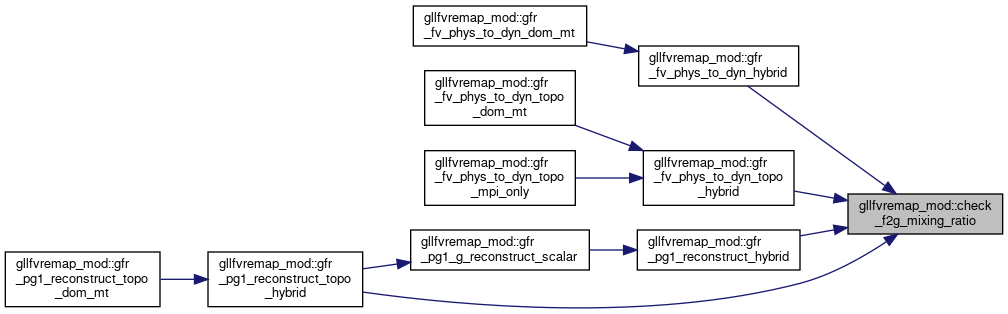 gllfvremap_mod::gfr
_fv_phys_to_dyn_dom_mt
gllfvremap_mod::gfr
_fv_phys_to_dyn_hybrid
gllfvremap_mod::gfr
_fv_phys_to_dyn_topo
_dom_mt
gllfvremap_mod::gfr
_fv_phys_to_dyn_topo
_mpi_only
gllfvremap_mod::gfr
_fv_phys_to_dyn_topo
_hybrid
gllfvremap_mod::check
_f2g_mixing_ratio
gllfvremap_mod::gfr
_pg1_g_reconstruct_scalar
gllfvremap_mod::gfr
_pg1_reconstruct_hybrid
gllfvremap_mod::gfr
_pg1_reconstruct_topo
_dom_mt
gllfvremap_mod::gfr
_pg1_reconstruct_topo
_hybrid